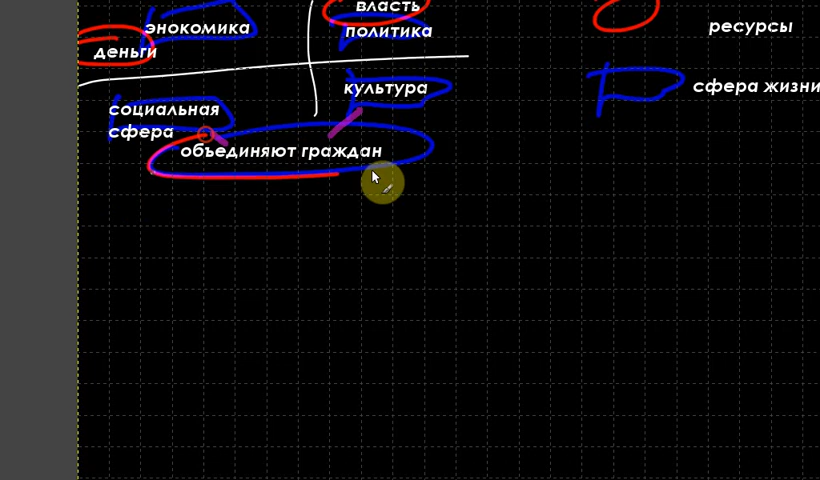 власть
энокомика
политика
ресурсы
деньги
культура
сфера жизни
социальная
сфера
объединяют граждан